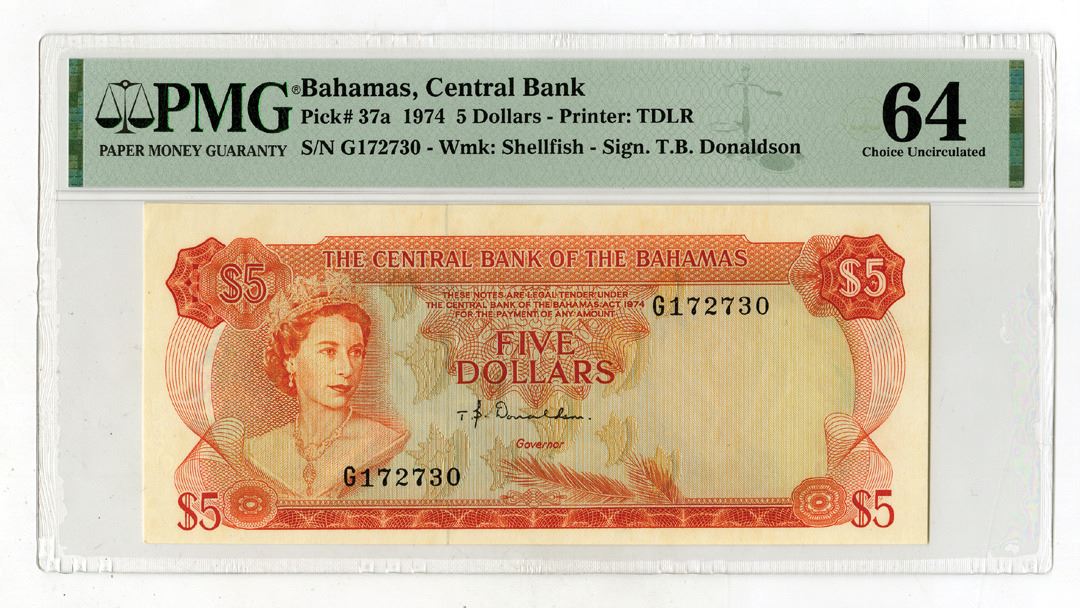 PMG®
PAPER MONEY GUARANTY
Bahamas, Central Bank
Pick# 37a 1974 5 Dollars - Printer: TDLR
S/N G172730 - Wmk: Shellfish - Sign. T.B. Donaldson
64
Choice Uncirculated
$5
THE CENTRAL BANK OF THE BAHAMAS
$5
THESE NOTES ARE LEGAL TENDER UNDER
THE CENTRAL BANK OF THE BAHAMAS ACT, 1974
FOR THE PAYMENT OF ANY AMOUNT
G172730
FIVE
DOLLARS
T B. Donaldson.
Governor
G172730
$5
$5